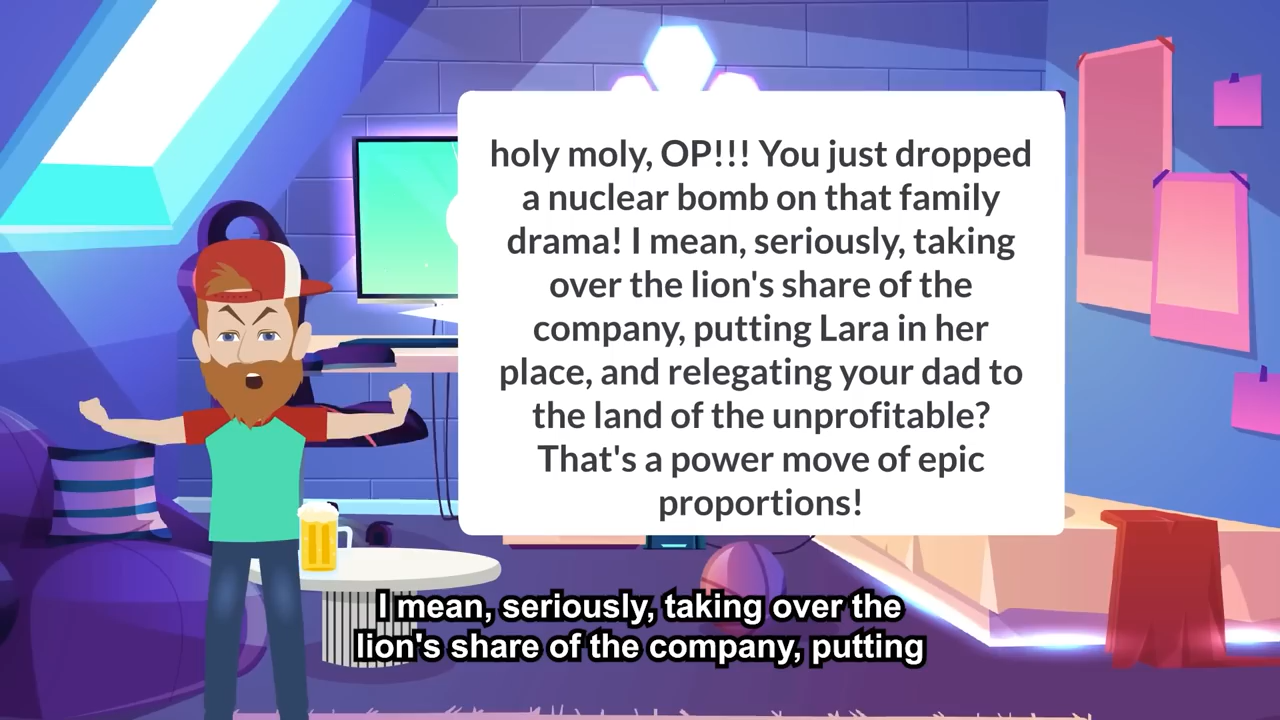 holy moly, OP!!! You just dropped
a nuclear bomb on that family
drama! I mean, seriously, taking
over the lion's share of the
company, putting Lara in her
place, and relegating your dad to
the land of the unprofitable?
That's a power move of epic
proportions!
I mean, seriously, taking over the
lion's share of the company, putting